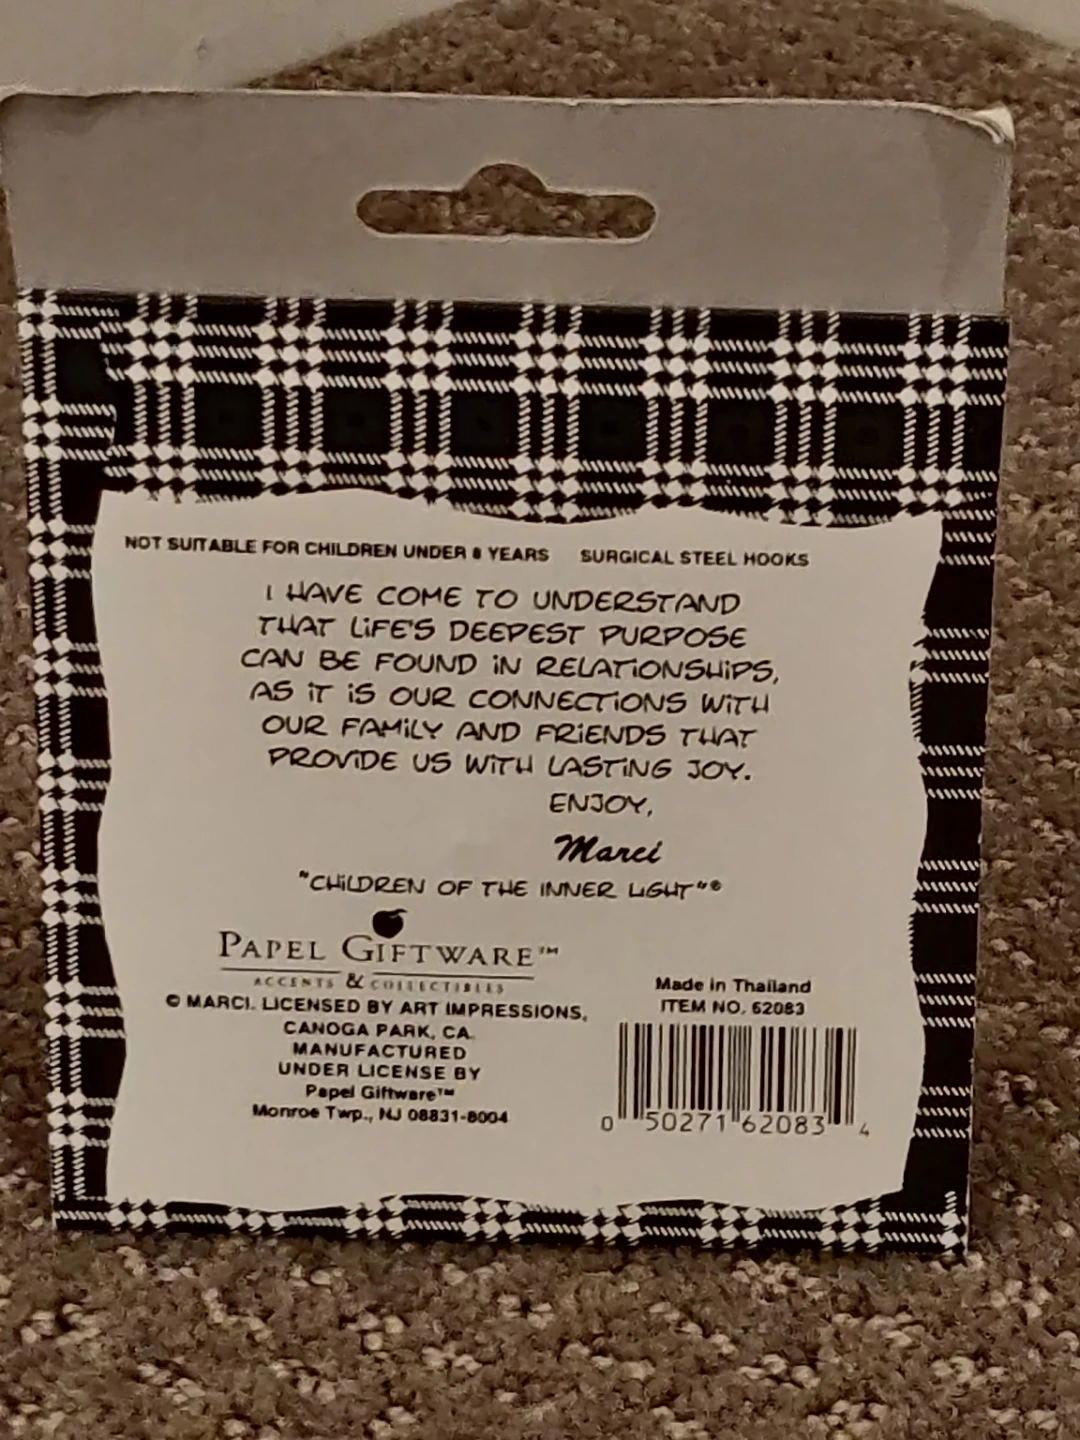 NOT SUITABLE FOR CHILDREN UNDER 8 YEARS SURGICAL STEEL HOOKS
I HAVE COME TO UNDERSTAND
THAT LIFE'S DEEPEST PURPOSE
CAN BE FOUND IN RELATIONSHIPS,
AS IT IS OUR CONNECTIONS WITH
OUR FAMILY AND FRIENDS THAT
PROVIDE US WITH LASTING JOY.
ENJOY,
Marci
"CHILDREN OF THE INNER LIGHT"®
PAPEL GIFTWARE™
ACCENTS & COLLECTIBLES
© MARCI. LICENSED BY ART IMPRESSIONS,
CANOGA PARK, CA.
MANUFACTURED
UNDER LICENSE BY
Papel Giftware™
Monroe Twp., NJ 08831-8004
Made in Thailand
ITEM NO. 62083
0 50271 62083 4